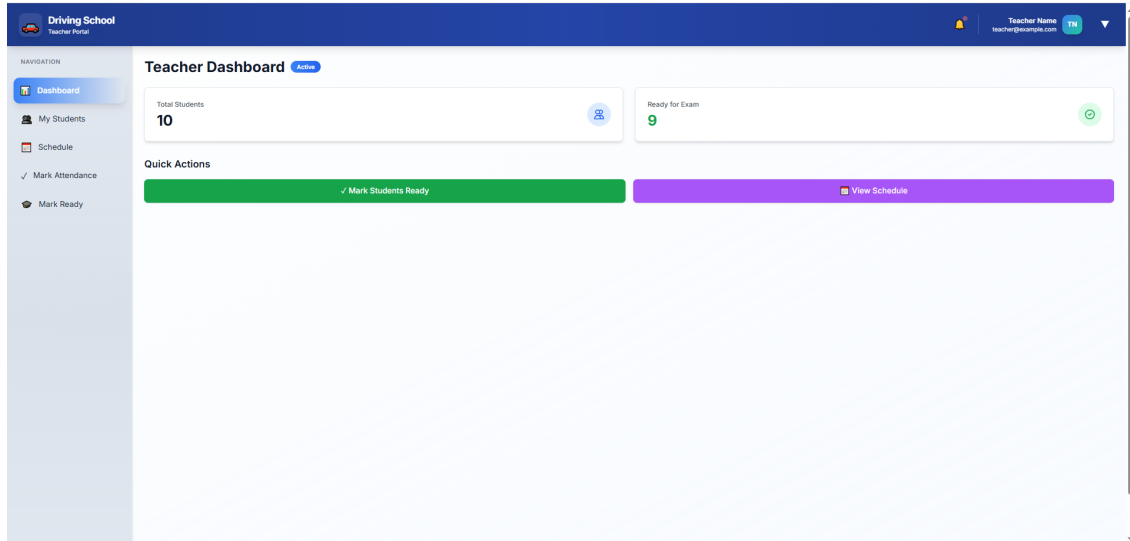 Driving School
Teacher Portal
Teacher Name
teacher@example.com
TN
NAVIGATION
Dashboard
My Students
Schedule
✓ Mark Attendance
Mark Ready
Teacher Dashboard Active
Total Students
10
Ready for Exam
9
Quick Actions
✓ Mark Students Ready
View Schedule